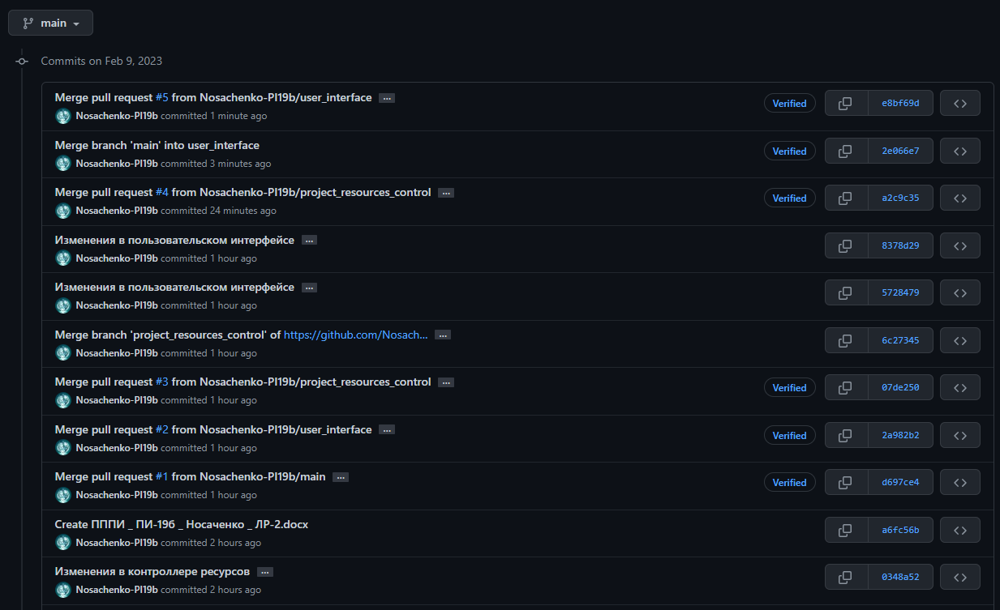 main
Commits on Feb 9, 2023
Merge pull request #5 from Nosachenko-PI19b/user_interface ...
Verified e8bf69d
Nosachenko-PI19b committed 1 minute ago
Merge branch 'main' into user_interface
Verified 2e066e7
Nosachenko-PI19b committed 3 minutes ago
Merge pull request #4 from Nosachenko-PI19b/project_resources_control ...
Verified a2c9c35
Nosachenko-PI19b committed 24 minutes ago
Изменения в пользовательском интерфейсе ...
8378d29
Nosachenko-PI19b committed 1 hour ago
Изменения в пользовательском интерфейсе ...
5728479
Nosachenko-PI19b committed 1 hour ago
Merge branch 'project_resources_control' of https://github.com/Nosach... ...
6c27345
Nosachenko-PI19b committed 1 hour ago
Merge pull request #3 from Nosachenko-PI19b/project_resources_control ...
Verified 07de250
Nosachenko-PI19b committed 1 hour ago
Merge pull request #2 from Nosachenko-PI19b/user_interface ...
Verified 2a982b2
Nosachenko-PI19b committed 1 hour ago
Merge pull request #1 from Nosachenko-PI19b/main ...
Verified d697ce4
Nosachenko-PI19b committed 1 hour ago
Create ПППИ _ ПИ-19б _ Носаченко _ ЛР-2.docx
a6fc56b
Nosachenko-PI19b committed 2 hours ago
Изменения в контроллере ресурсов ...
0348a52
Nosachenko-PI19b committed 2 hours ago